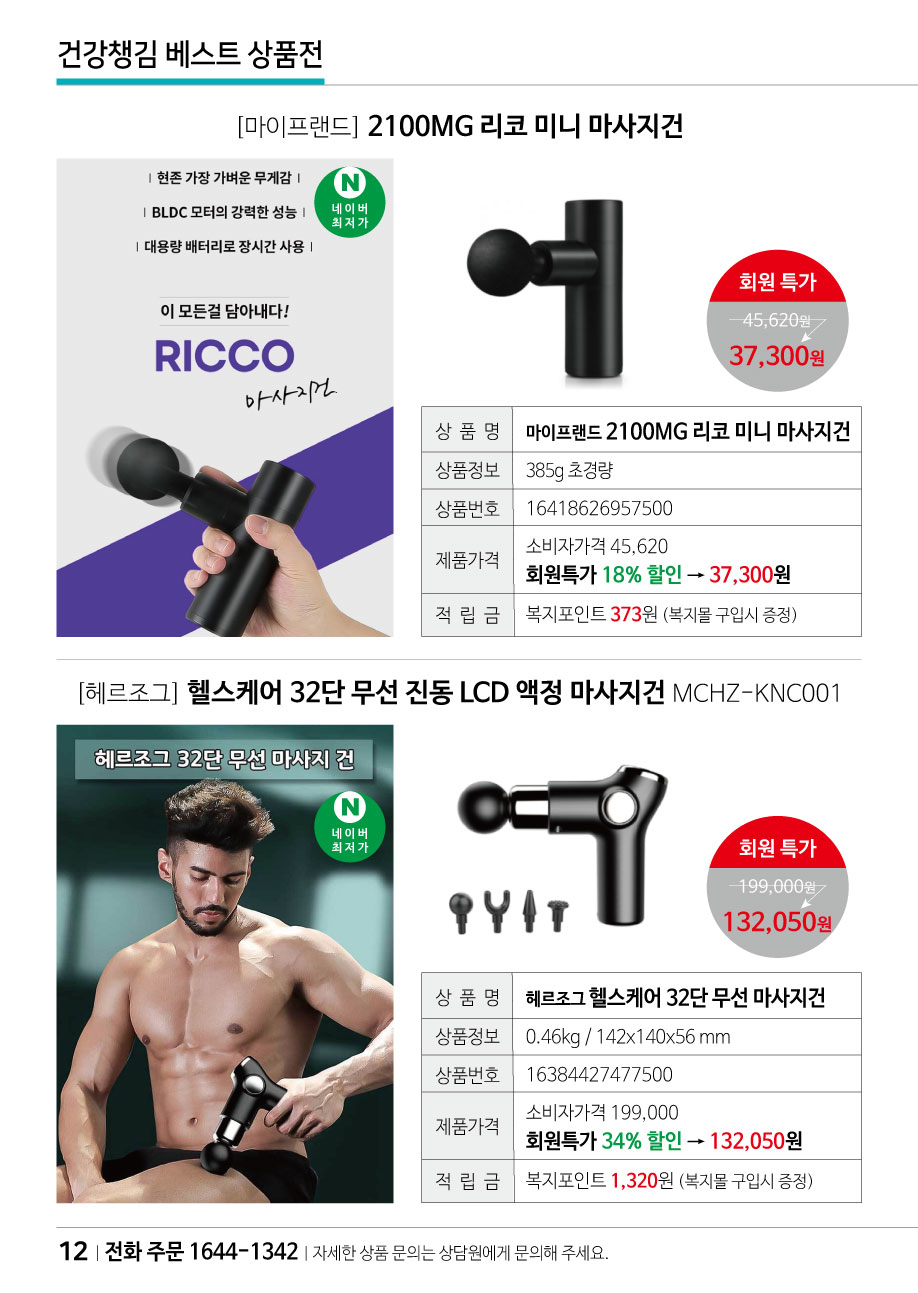 건강챙김 베스트 상품전
[마이프랜드] 2100MG 리코 미니 마사지건
| 현존 가장 가벼운 무게감 |
| BLDC 모터의 강력한 성능 |
| 대용량 배터리로 장시간 사용 |
N
네이버
최저가
이 모든걸 담아내다!
RICCO
마사지건
회원 특가
45,620원
37,300원
상 품 명 마이프랜드 2100MG 리코 미니 마사지건
상품정보 385g 초경량
상품번호 16418626957500
제품가격 소비자가격 45,620
회원특가 18% 할인 → 37,300원
적 립 금 복지포인트 373원 (복지몰 구입시 증정)
[헤르조그] 헬스케어 32단 무선 진동 LCD 액정 마사지건 MCHZ-KNC001
헤르조그 32단 무선 마사지 건
N
네이버
최저가
회원 특가
199,000원
132,050원
상 품 명 헤르조그 헬스케어 32단 무선 마사지건
상품정보 0.46kg / 142x140x56 mm
상품번호 16384427477500
제품가격 소비자가격 199,000
회원특가 34% 할인 → 132,050원
적 립 금 복지포인트 1,320원 (복지몰 구입시 증정)
12 | 전화 주문 1644-1342 | 자세한 상품 문의는 상담원에게 문의해 주세요.